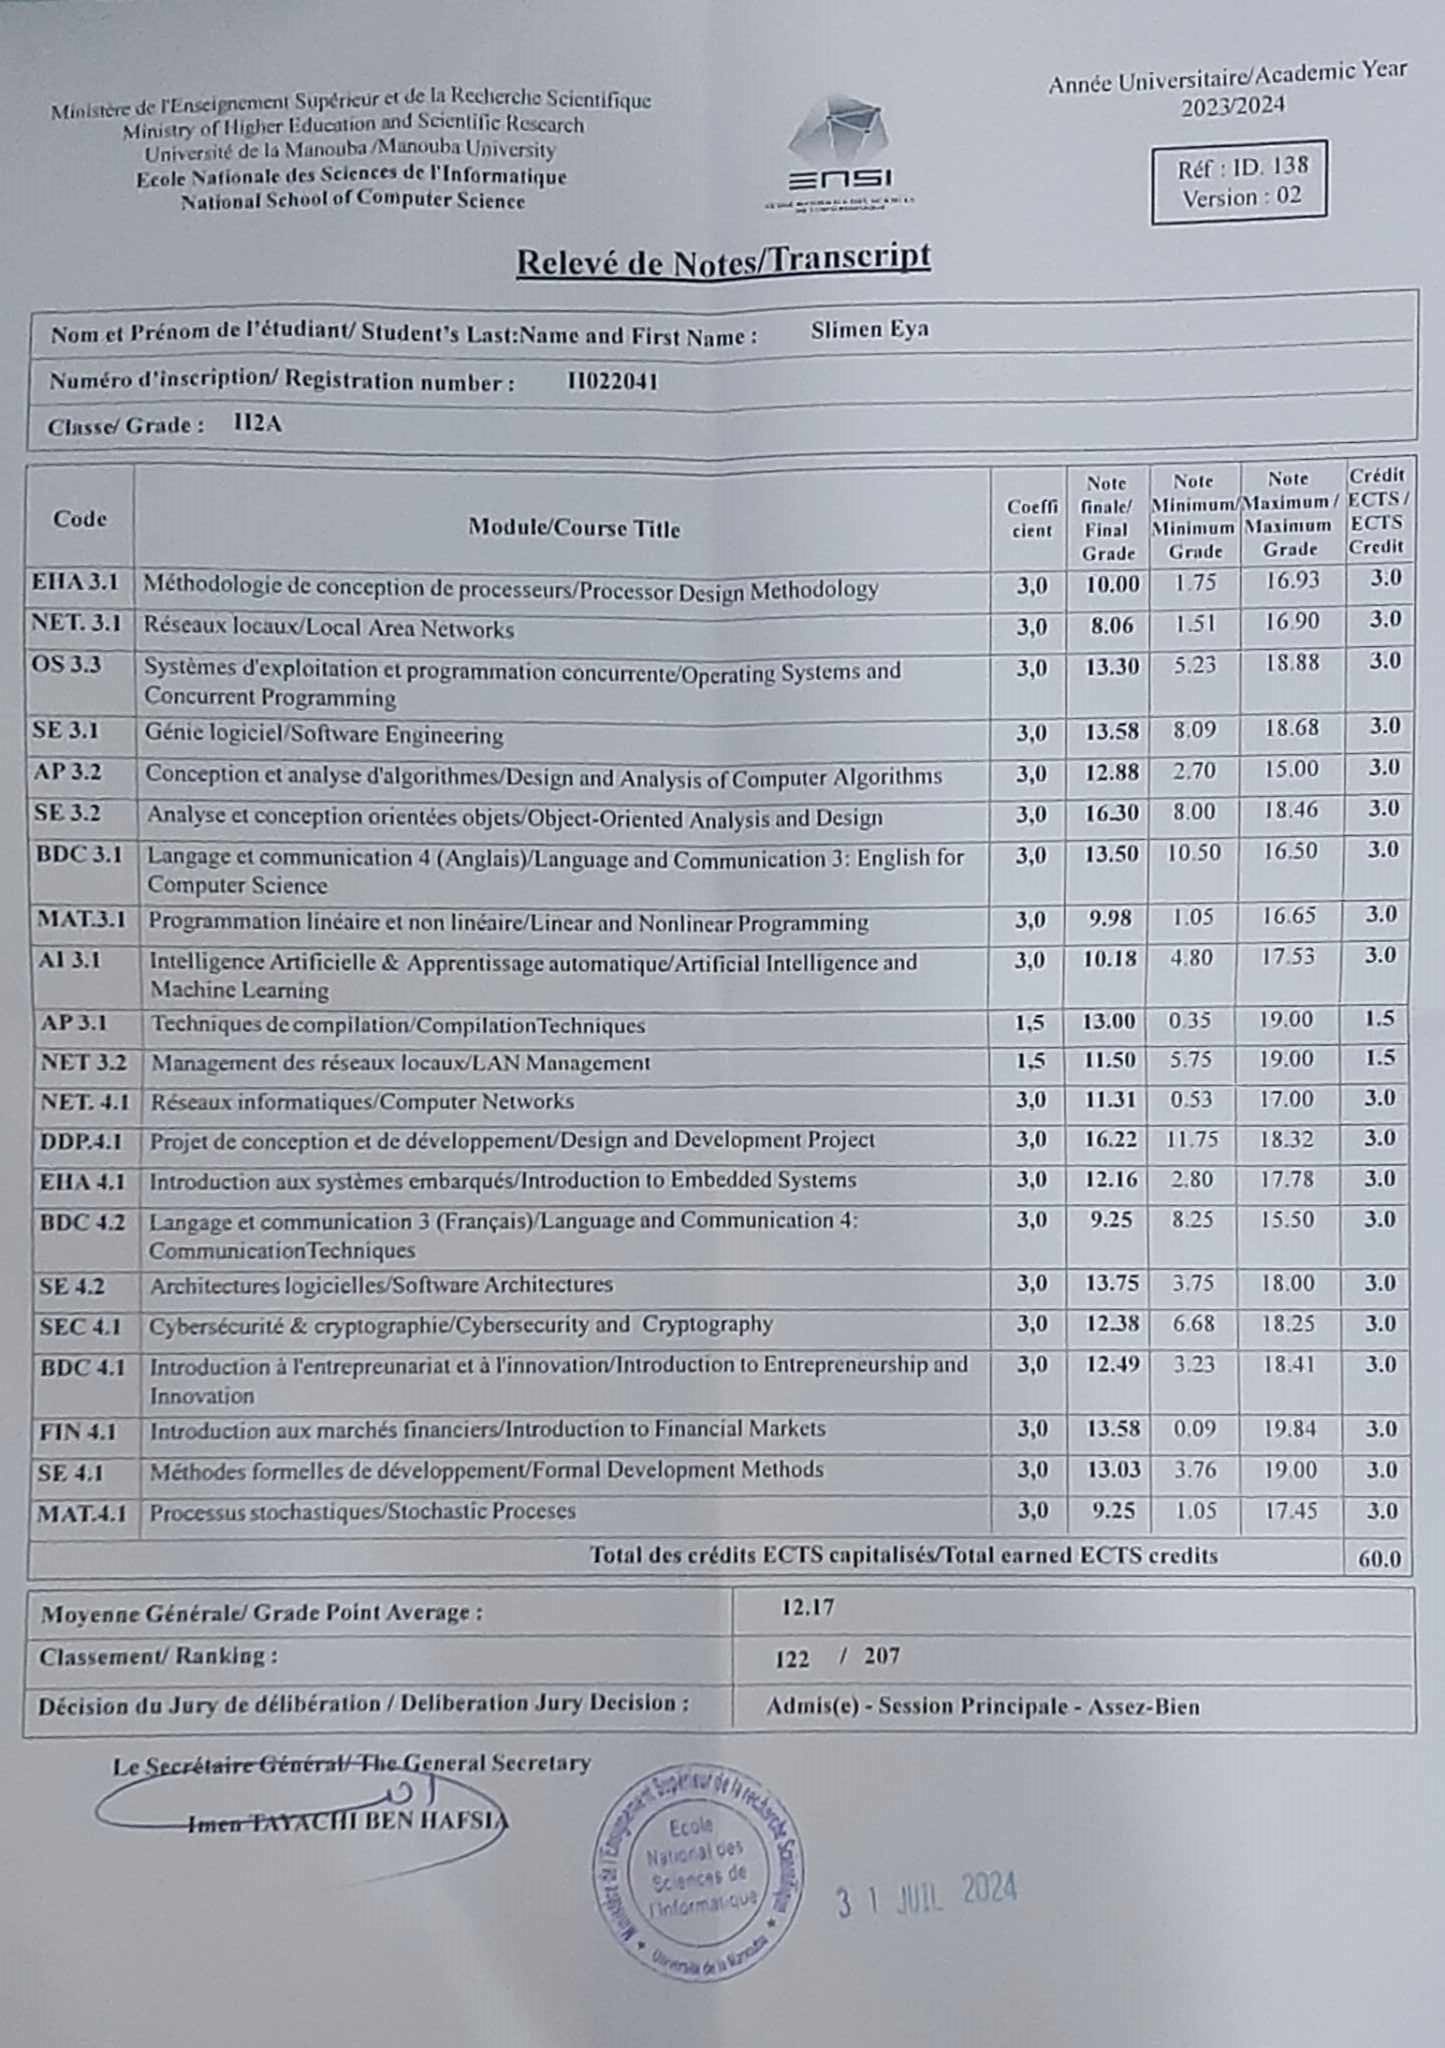 Ministère de l'Enseignement Supérieur et de la Recherche Scientifique
Ministry of Higher Education and Scientific Research
Université de la Manouba /Manouba University
Ecole Nationale des Sciences de l'Informatique
National School of Computer Science
ENSI
Année Universitaire/Academic Year
2023/2024
Réf : ID. 138
Version : 02
Relevé de Notes/Transcript
Nom et Prénom de l'étudiant/ Student's Last:Name and First Name : Slimen Eya
Numéro d'inscription/ Registration number : II022041
Classe/ Grade : II2A
Code Module/Course Title Coefficient Note finale/ Final Grade Note Minimum/ Minimum Grade Note Maximum / Maximum Grade Crédit ECTS / ECTS Credit
EHA 3.1 Méthodologie de conception de processeurs/Processor Design Methodology 3,0 10.00 1.75 16.93 3.0
NET. 3.1 Réseaux locaux/Local Area Networks 3,0 8.06 1.51 16.90 3.0
OS 3.3 Systèmes d'exploitation et programmation concurrente/Operating Systems and 3,0 13.30 5.23 18.88 3.0
Concurrent Programming
SE 3.1 Génie logiciel/Software Engineering 3,0 13.58 8.09 18.68 3.0
AP 3.2 Conception et analyse d'algorithmes/Design and Analysis of Computer Algorithms 3,0 12.88 2.70 15.00 3.0
SE 3.2 Analyse et conception orientées objets/Object-Oriented Analysis and Design 3,0 16.30 8.00 18.46 3.0
BDC 3.1 Langage et communication 4 (Anglais)/Language and Communication 3: English for 3,0 13.50 10.50 16.50 3.0
Computer Science
MAT.3.1 Programmation linéaire et non linéaire/Linear and Nonlinear Programming 3,0 9.98 1.05 16.65 3.0
AI 3.1 Intelligence Artificielle & Apprentissage automatique/Artificial Intelligence and 3,0 10.18 4.80 17.53 3.0
Machine Learning
AP 3.1 Techniques de compilation/CompilationTechniques 1,5 13.00 0.35 19.00 1.5
NET 3.2 Management des réseaux locaux/LAN Management 1,5 11.50 5.75 19.00 1.5
NET. 4.1 Réseaux informatiques/Computer Networks 3,0 11.31 0.53 17.00 3.0
DDP.4.1 Projet de conception et de développement/Design and Development Project 3,0 16.22 11.75 18.32 3.0
EHA 4.1 Introduction aux systèmes embarqués/Introduction to Embedded Systems 3,0 12.16 2.80 17.78 3.0
BDC 4.2 Langage et communication 3 (Français)/Language and Communication 4: 3,0 9.25 8.25 15.50 3.0
CommunicationTechniques
SE 4.2 Architectures logicielles/Software Architectures 3,0 13.75 3.75 18.00 3.0
SEC 4.1 Cybersécurité & cryptographie/Cybersecurity and Cryptography 3,0 12.38 6.68 18.25 3.0
BDC 4.1 Introduction à l'entrepreunariat et à l'innovation/Introduction to Entrepreneurship and 3,0 12.49 3.23 18.41 3.0
Innovation
FIN 4.1 Introduction aux marchés financiers/Introduction to Financial Markets 3,0 13.58 0.09 19.84 3.0
SE 4.1 Méthodes formelles de développement/Formal Development Methods 3,0 13.03 3.76 19.00 3.0
MAT.4.1 Processus stochastiques/Stochastic Proceses 3,0 9.25 1.05 17.45 3.0
Total des crédits ECTS capitalisés/Total earned ECTS credits 60.0
Moyenne Générale/ Grade Point Average : 12.17
Classement/ Ranking : 122 / 207
Décision du Jury de délibération / Deliberation Jury Decision : Admis(e) - Session Principale - Assez-Bien
Le Secrétaire Général/ The General Secretary
Imen TAYACHI BEN HAFSIA
Ministère de l'Enseignement Supérieur de la recherche Scientifique
Ecole
National des
Sciences de
l'Informatique
Université de la Manouba
31 JUIL 2024